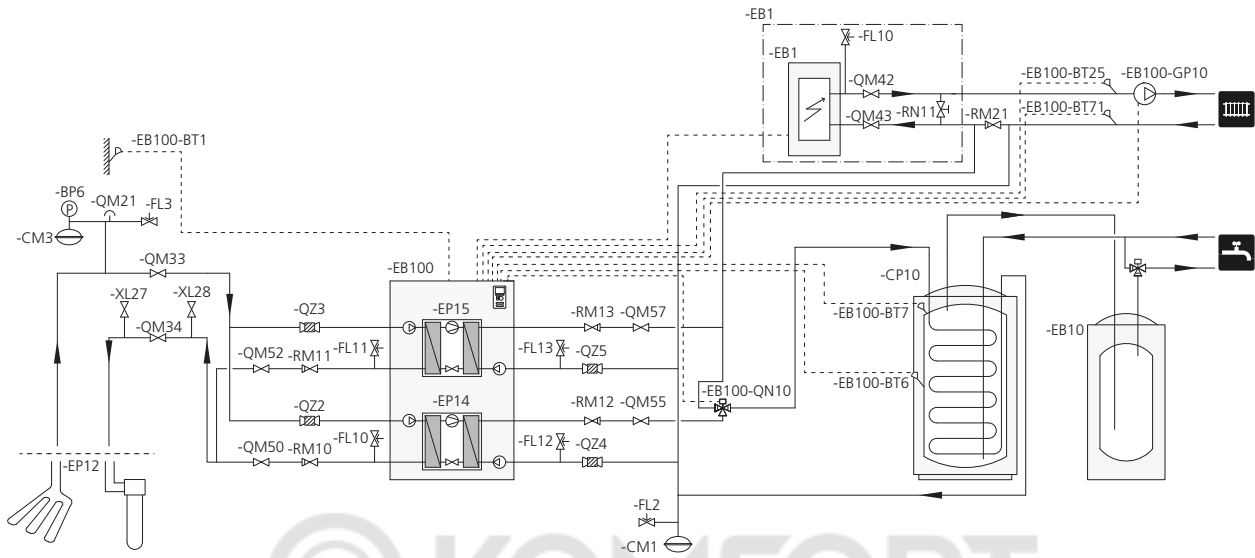 -EB1
-FL10
-EB1
-QM42
-EB100-BT25
-EB100-GP10
-RN11
-QM43
-RM21
-EB100-BT71
-EB100-BT1
-BP6
P
-QM21
-FL3
-CM3
-QM33
-EB100
-CP10
-XL27
-XL28
-QM34
-QZ3
-EP15
-RM13
-QM57
-EB100-BT7
-EB10
-QM52
-RM11
-FL11
-FL13
-QZ5
-EB100-BT6
-EB100-QN10
-QZ2
-EP14
-RM12
-QM55
-QM50
-RM10
-FL10
-FL12
-QZ4
-EP12
-FL2
-CM1
KOMFORT